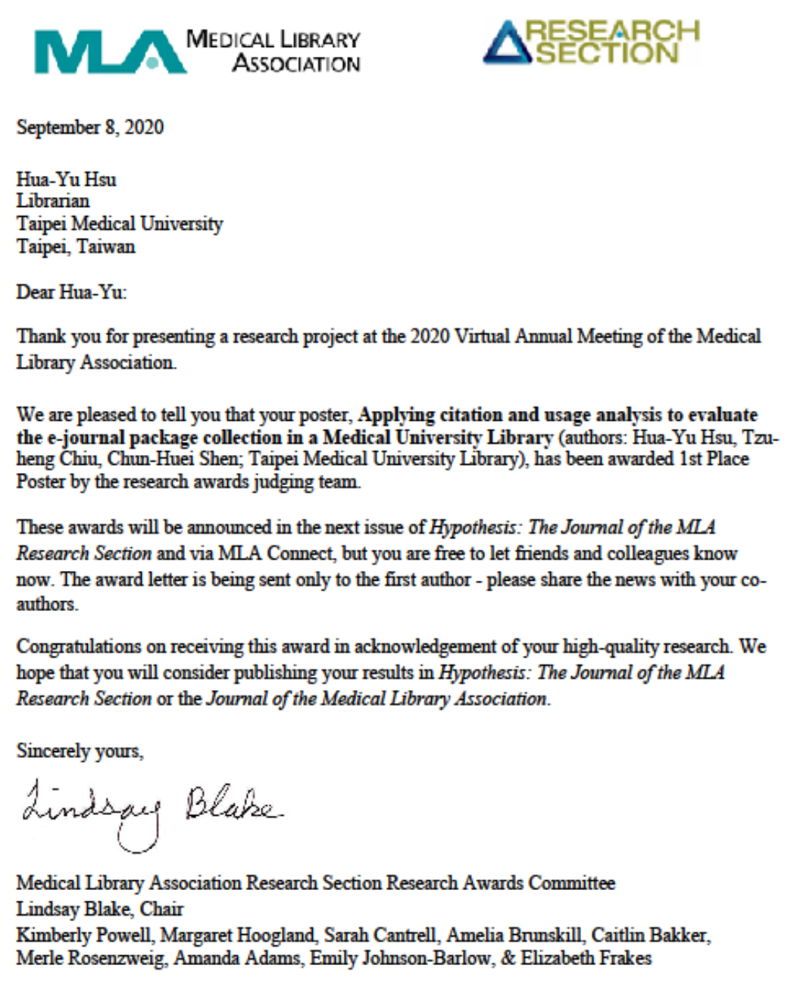 MLA MEDICAL LIBRARY
ASSOCIATION
RESEARCH
SECTION
September 8, 2020
Hua-Yu Hsu
Librarian
Taipei Medical University
Taipei, Taiwan
Dear Hua-Yu:
Thank you for presenting a research project at the 2020 Virtual Annual Meeting of the Medical
Library Association.
We are pleased to tell you that your poster, Applying citation and usage analysis to evaluate
the e-journal package collection in a Medical University Library (authors: Hua-Yu Hsu, Tzu-
heng Chiu, Chun-Huei Shen; Taipei Medical University Library), has been awarded 1st Place
Poster by the research awards judging team.
These awards will be announced in the next issue of Hypothesis: The Journal of the MLA
Research Section and via MLA Connect, but you are free to let friends and colleagues know
now. The award letter is being sent only to the first author - please share the news with your co-
authors.
Congratulations on receiving this award in acknowledgement of your high-quality research. We
hope that you will consider publishing your results in Hypothesis: The Journal of the MLA
Research Section or the Journal of the Medical Library Association.
Sincerely yours,
Lindsay Blake
Medical Library Association Research Section Research Awards Committee
Lindsay Blake, Chair
Kimberly Powell, Margaret Hoogland, Sarah Cantrell, Amelia Brunskill, Caitlin Bakker,
Merle Rosenzweig, Amanda Adams, Emily Johnson-Barlow, & Elizabeth Frakes